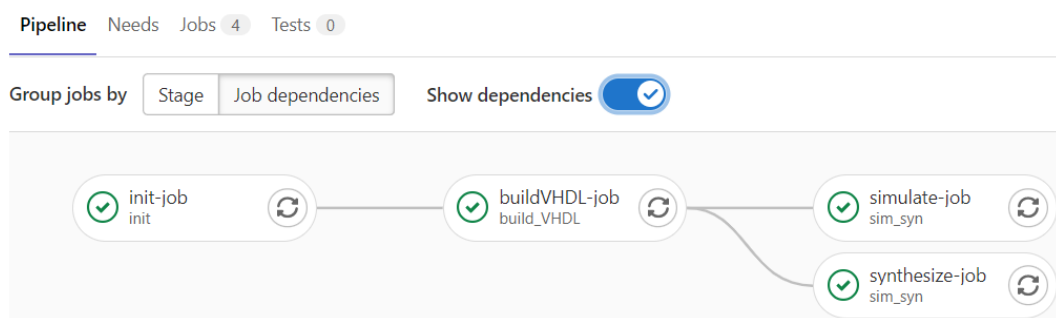 Pipeline Needs Jobs 4 Tests 0
Group jobs by Stage Job dependencies Show dependencies
init-job
init
buildVHDL-job
build_VHDL
simulate-job
sim_syn
synthesize-job
sim_syn